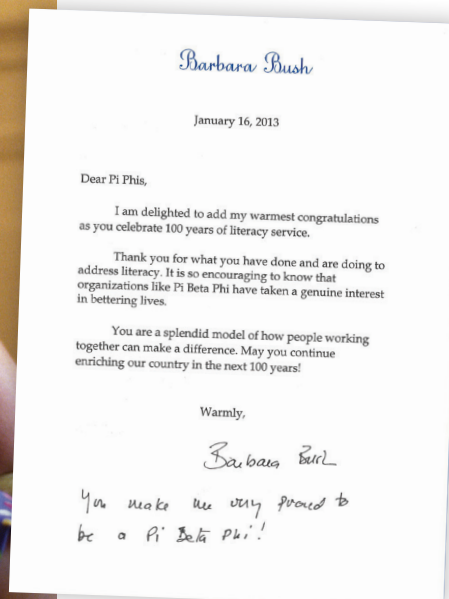 Barbara Bush
January 16, 2013
Dear Pi Phis,
I am delighted to add my warmest congratulations
as you celebrate 100 years of literacy service.
Thank you for what you have done and are doing to
address literacy. It is so encouraging to know that
organizations like Pi Beta Phi have taken a genuine interest
in bettering lives.
You are a splendid model of how people working
together can make a difference. May you continue
enriching our country in the next 100 years!
Warmly,
Barbara Bush
You make me very proud to
be a Pi Beta Phi!